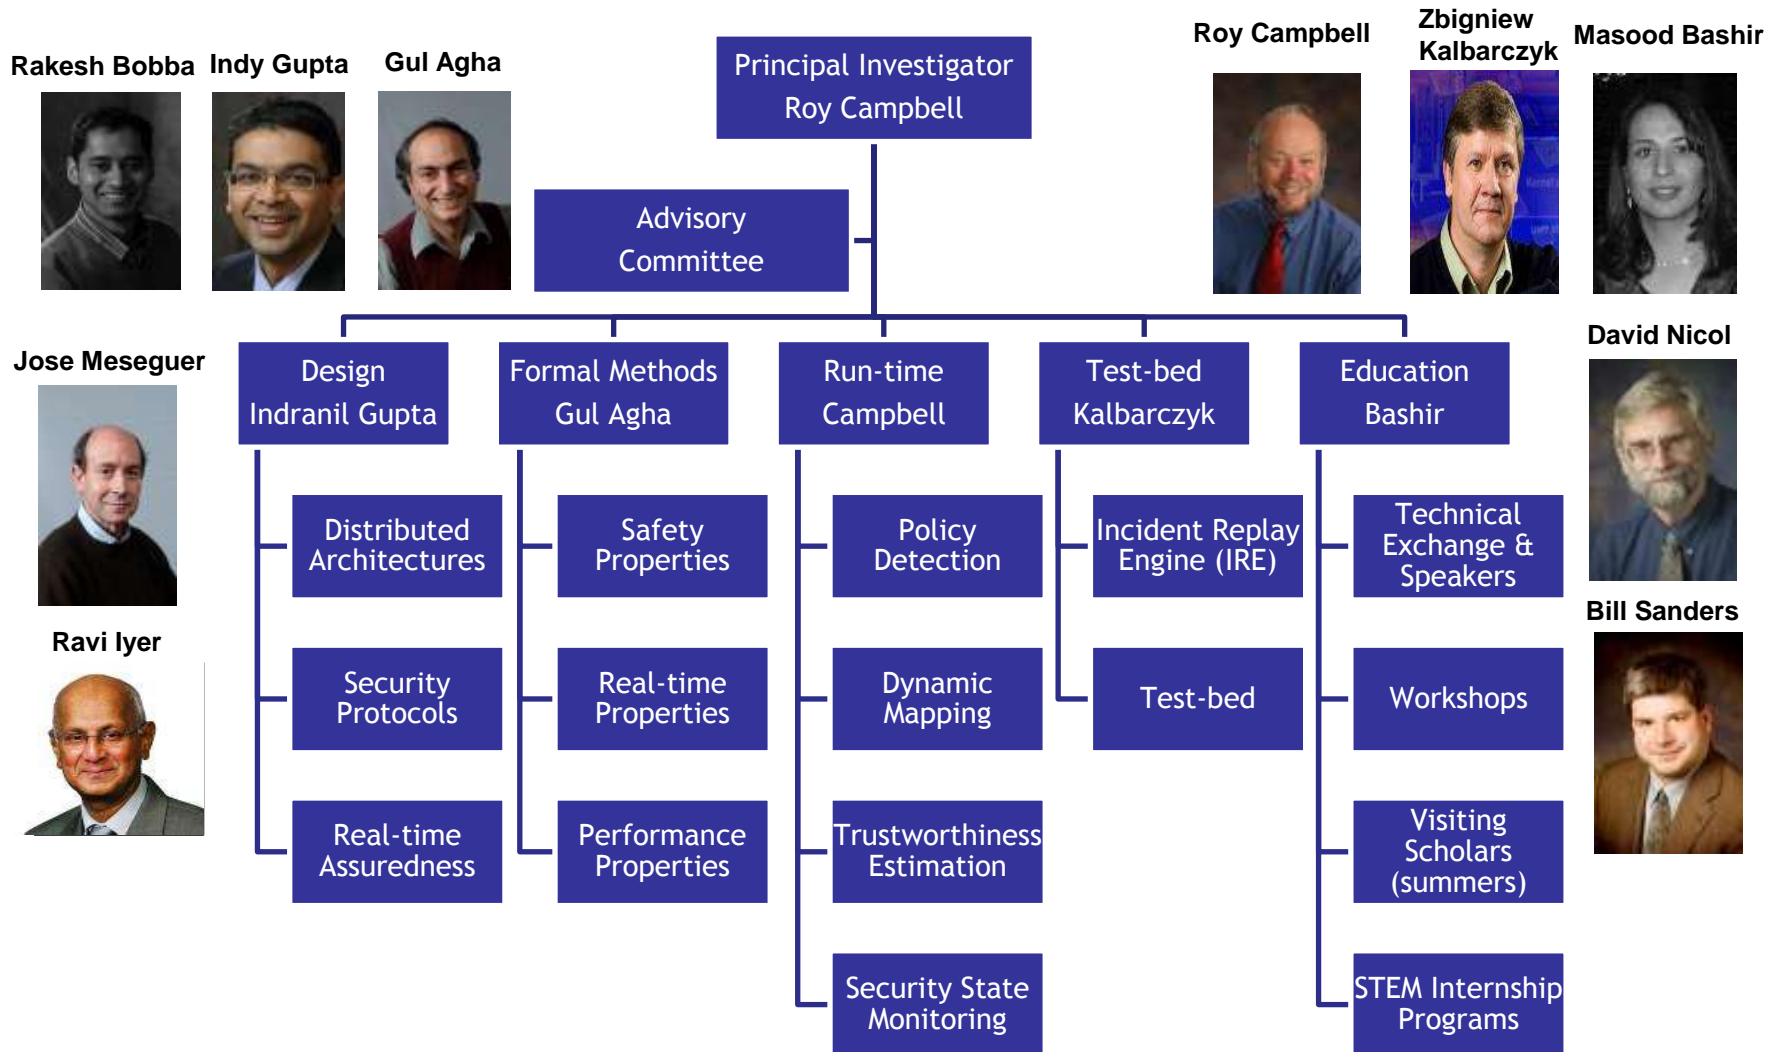 Rakesh Bobba
Indy Gupta
Gul Agha
Principal Investigator
Roy Campbell
Roy Campbell
Zbigniew
Kalbarczyk
Masood Bashir
Advisory
Committee
Jose Meseguer
Ravi Iyer
David Nicol
Bill Sanders
Design
Indranil Gupta
Distributed
Architectures
Security
Protocols
Real-time
Assuredness
Formal Methods
Gul Agha
Safety
Properties
Real-time
Properties
Performance
Properties
Run-time
Campbell
Policy
Detection
Dynamic
Mapping
Trustworthiness
Estimation
Security State
Monitoring
Test-bed
Kalbarczyk
Incident Replay
Engine (IRE)
Test-bed
Education
Bashir
Technical
Exchange &
Speakers
Workshops
Visiting
Scholars
(summers)
STEM Internship
Programs